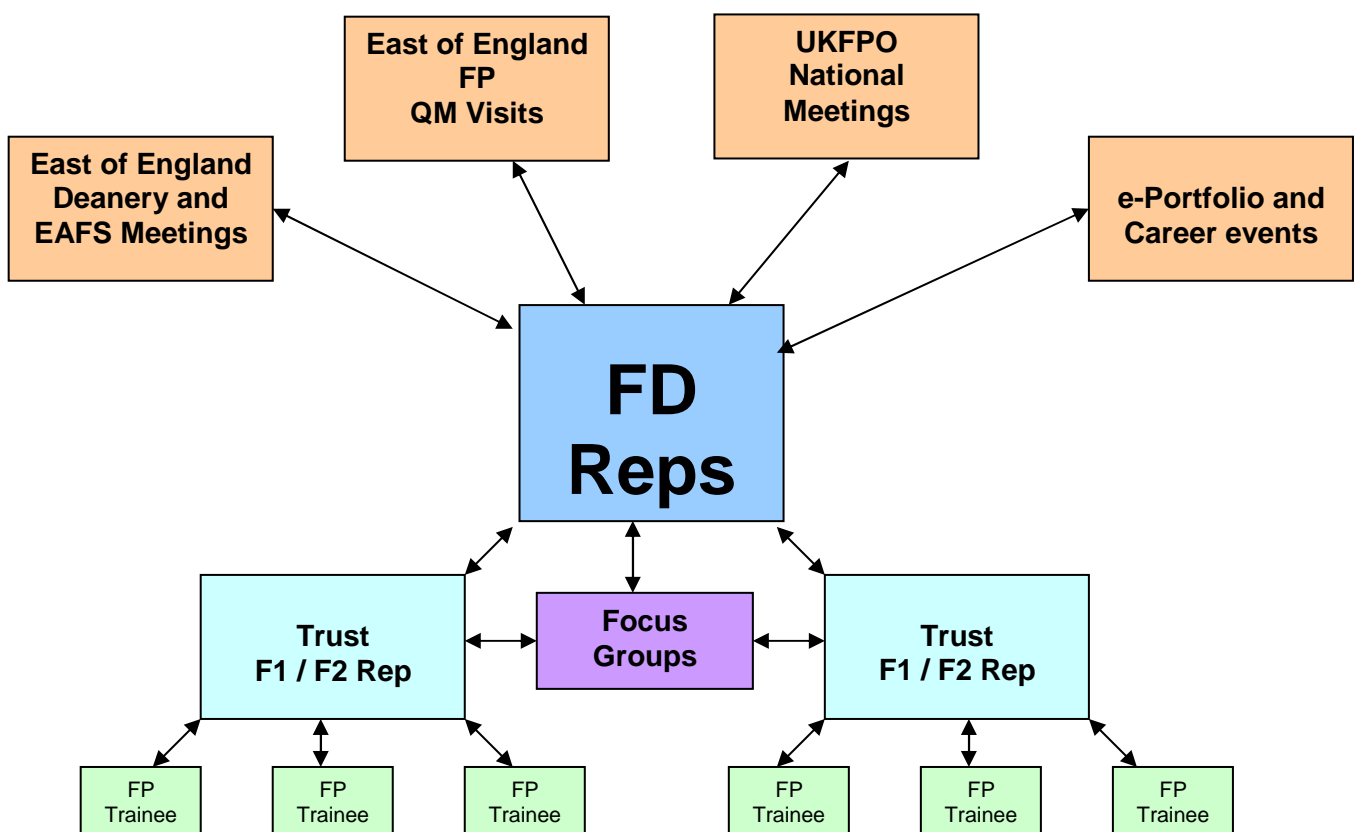 East of England
FP
QM Visits
UKFPO
National
Meetings
East of England
Deanery and
EAFS Meetings
e-Portfolio and
Career events
FD
Reps
Trust
F1 / F2 Rep
Focus
Groups
Trust
F1 / F2 Rep
FP
Trainee
FP
Trainee
FP
Trainee
FP
Trainee
FP
Trainee
FP
Trainee